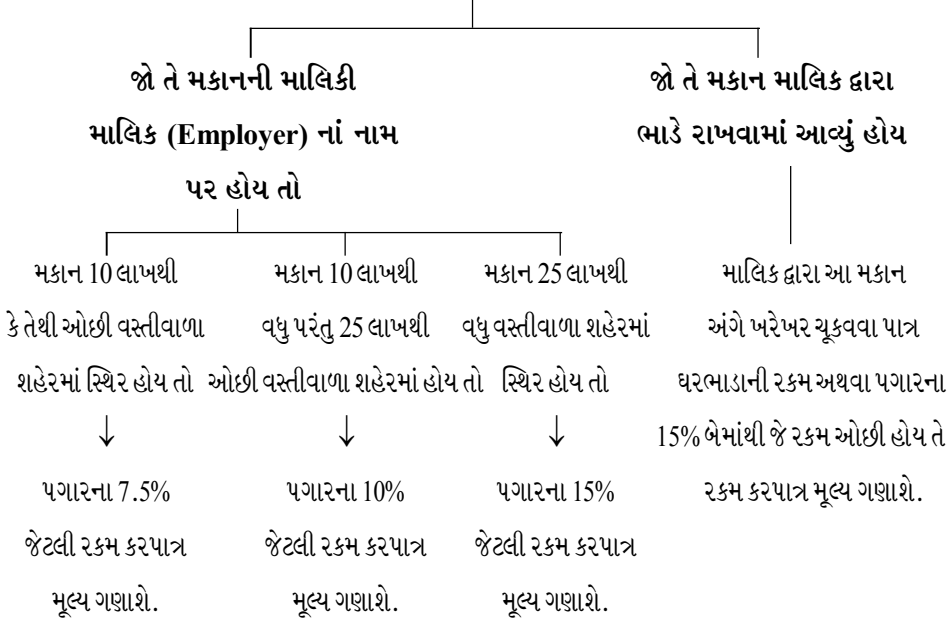 જો તે મકાનની માલિકી
માલિક (Employer) નાં નામ
પર હોય તો
જો તે મકાન માલિક દ્વારા
ભાડે રાખવામાં આવ્યું હોય
મકાન 10 લાખથી
કે તેથી ઓછી વસ્તીવાળા
શહેરમાં સ્થિર હોય તો
↓
પગારના 7.5%
જેટલી રકમ કરપાત્ર
મૂલ્ય ગણાશે.
મકાન 10 લાખથી
વધુ પરંતુ 25 લાખથી
ઓછી વસ્તીવાળા શહેરમાં હોય તો
↓
પગારના 10%
જેટલી રકમ કરપાત્ર
મૂલ્ય ગણાશે.
મકાન 25 લાખથી
વધુ વસ્તીવાળા શહેરમાં
સ્થિર હોય તો
↓
પગારના 15%
જેટલી રકમ કરપાત્ર
મૂલ્ય ગણાશે.
માલિક દ્વારા આ મકાન
અંગે ખરેખર ચૂકવવા પાત્ર
ઘરભાડાની રકમ અથવા પગારના
15% બેમાંથી જે રકમ ઓછી હોય તે
રકમ કરપાત્ર મૂલ્ય ગણાશે.